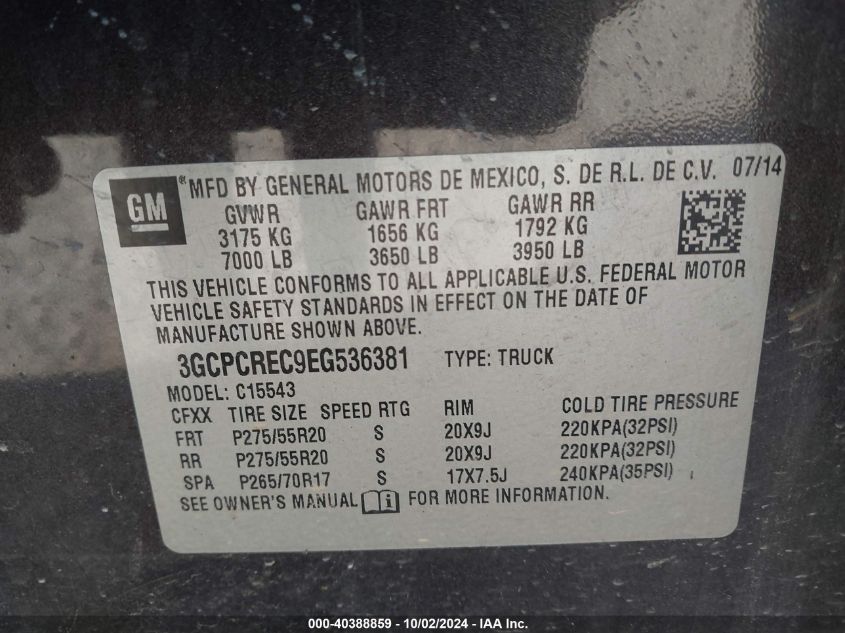 GM ® MFD BY GENERAL MOTORS DE MEXICO, S. DE R.L. DE C.V. 07/14
GVWR GAWR FRT GAWR RR
3175 KG 1656 KG 1792 KG
7000 LB 3650 LB 3950 LB
THIS VEHICLE CONFORMS TO ALL APPLICABLE U.S. FEDERAL MOTOR
VEHICLE SAFETY STANDARDS IN EFFECT ON THE DATE OF
MANUFACTURE SHOWN ABOVE.
3GCPCREC9EG536381 TYPE: TRUCK
MODEL: C15543
CFXX TIRE SIZE SPEED RTG RIM COLD TIRE PRESSURE
FRT P275/55R20 S 20X9J 220KPA(32PSI)
RR P275/55R20 S 20X9J 220KPA(32PSI)
SPA P265/70R17 S 17X7.5J 240KPA(35PSI)
SEE OWNER'S MANUAL i FOR MORE INFORMATION.
000-40388859 - 10/02/2024 - IAA Inc.